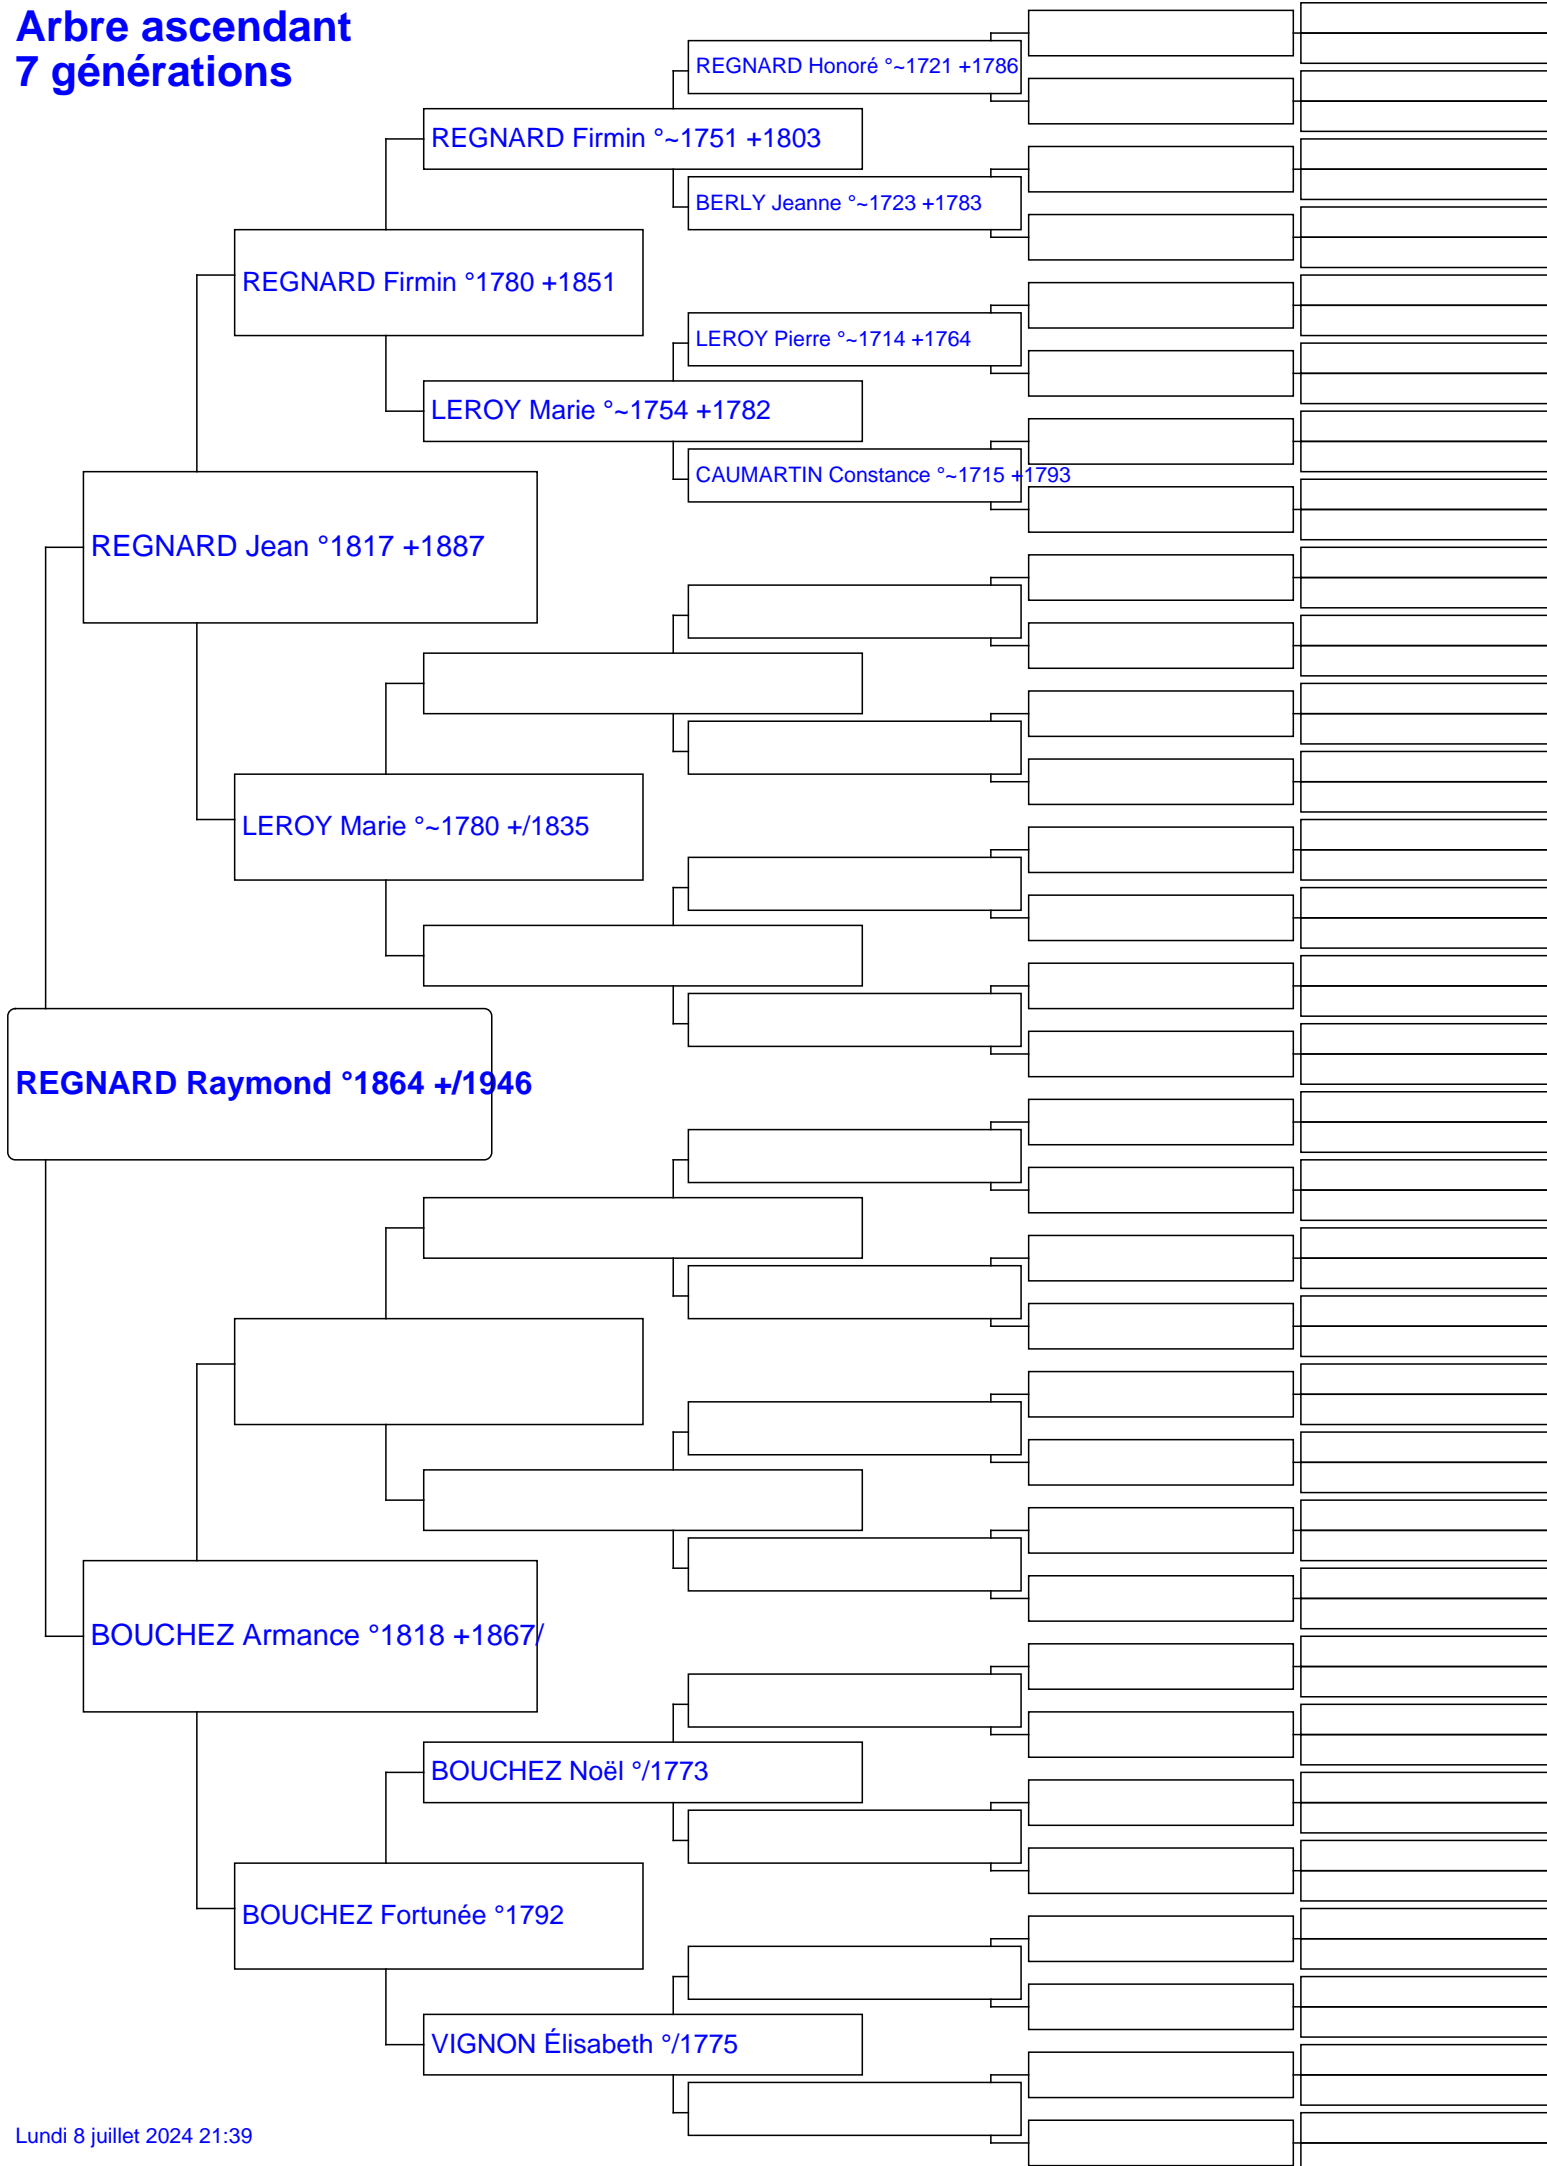 Arbre ascendant
7 générations
REGNARD Honoré °~1721 +1786
REGNARD Firmin °~1751 +1803
BERLY Jeanne °~1723 +1783
REGNARD Firmin °1780 +1851
LEROY Pierre °~1714 +1764
LEROY Marie °~1754 +1782
CAUMARTIN Constance °~1715 +1793
REGNARD Jean °1817 +1887
LEROY Marie °~1780 +/1835
REGNARD Raymond °1864 +/1946
BOUCHEZ Armance °1818 +1867/
BOUCHEZ Noël °/1773
BOUCHEZ Fortunée °1792
VIGNON Élisabeth °/1775
Lundi 8 juillet 2024 21:39